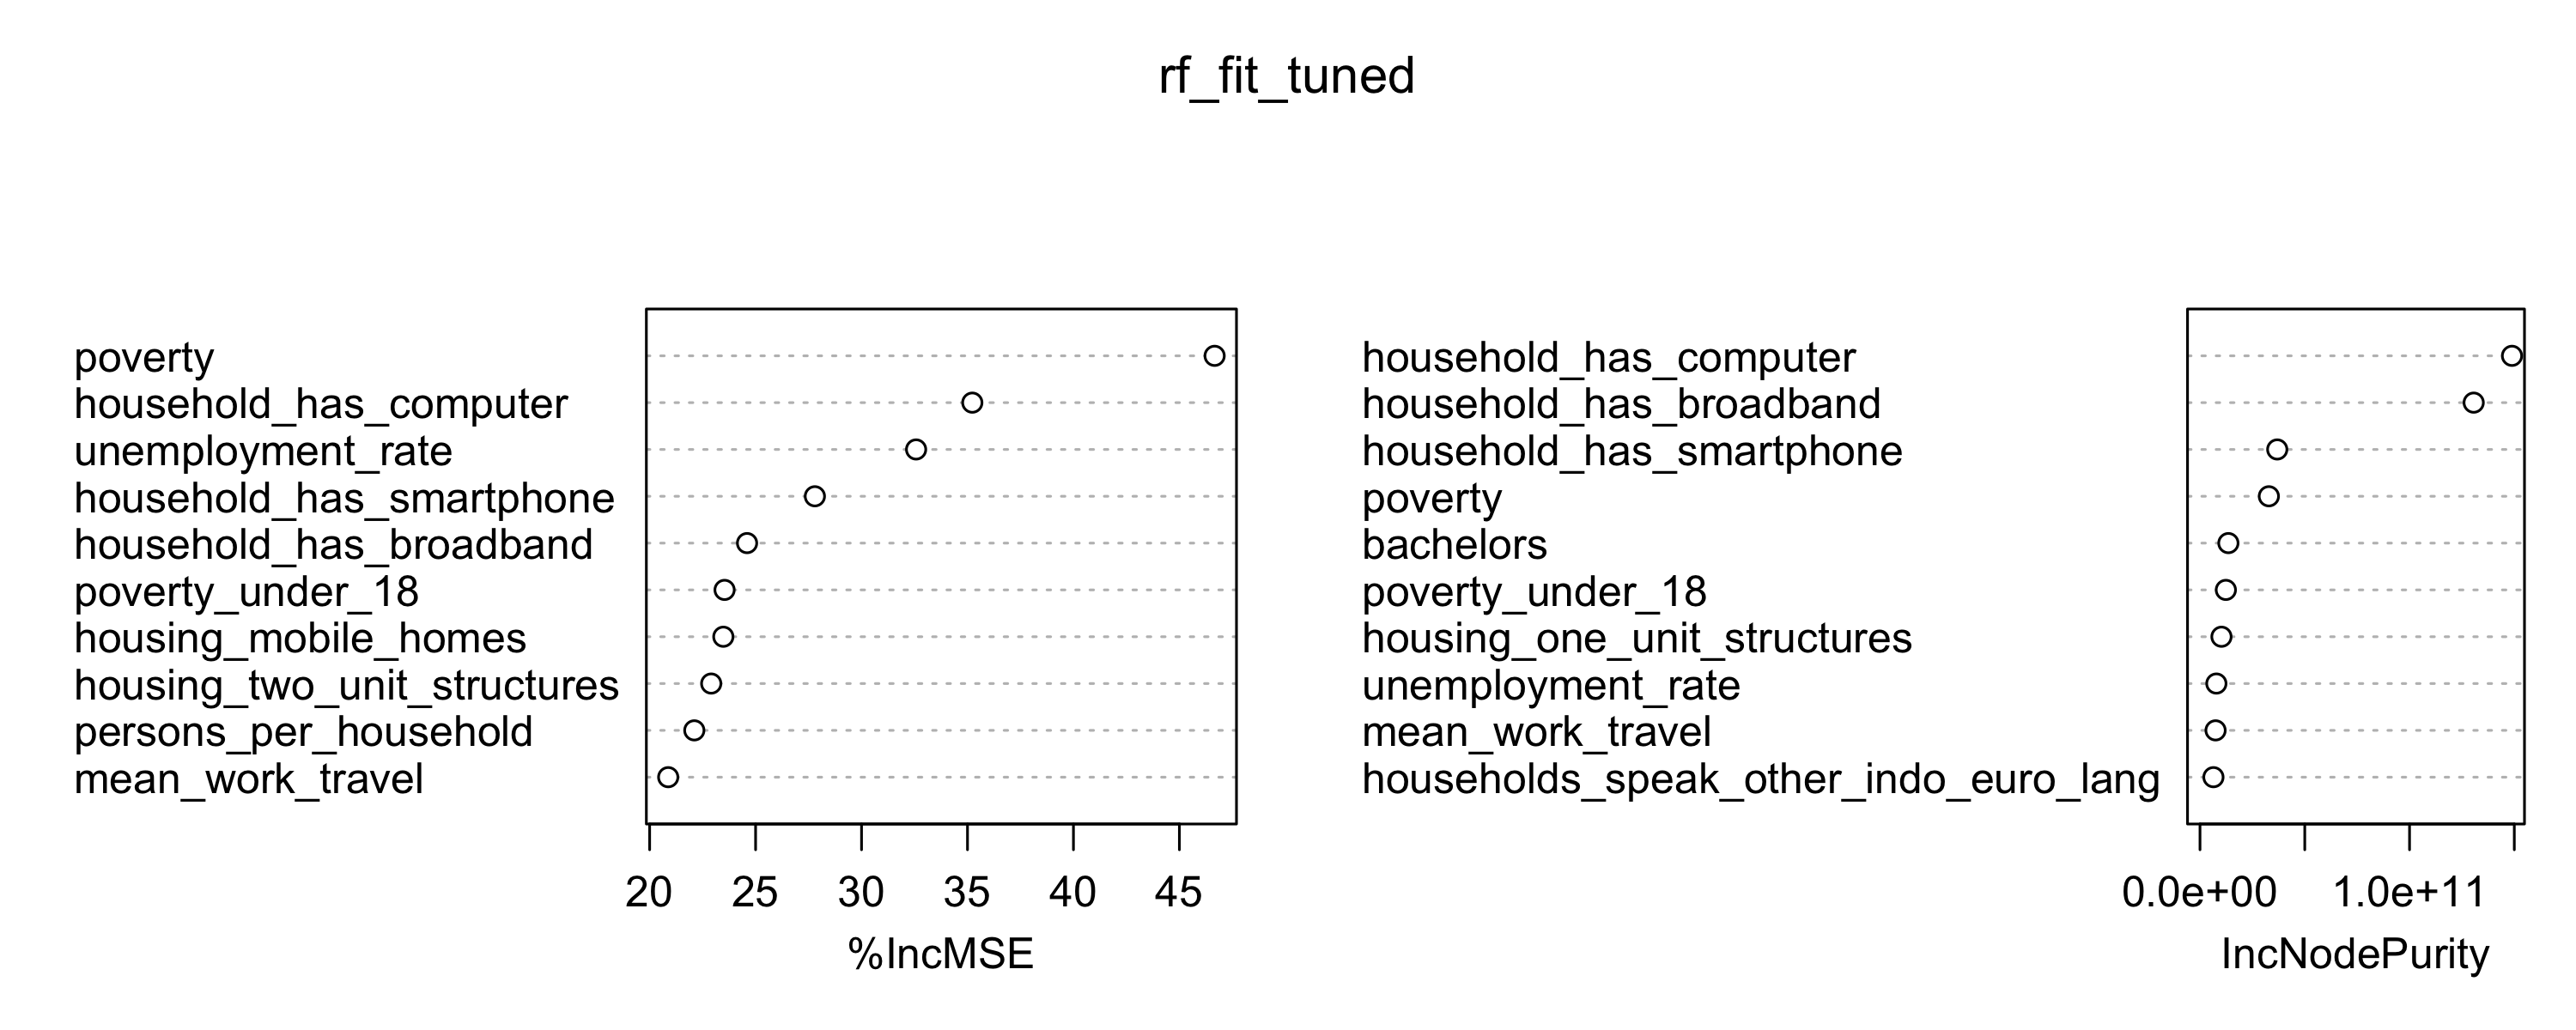 rf_fit_tuned
poverty
household_has_computer
unemployment_rate
household_has_smartphone
household_has_broadband
poverty_under_18
housing_mobile_homes
housing_two_unit_structures
persons_per_household
mean_work_travel
20 25 30 35 40 45
%IncMSE
household_has_computer
household_has_broadband
household_has_smartphone
poverty
bachelors
poverty_under_18
housing_one_unit_structures
unemployment_rate
mean_work_travel
households_speak_other_indo_euro_lang
0.0e+00 1.0e+11
IncNodePurity